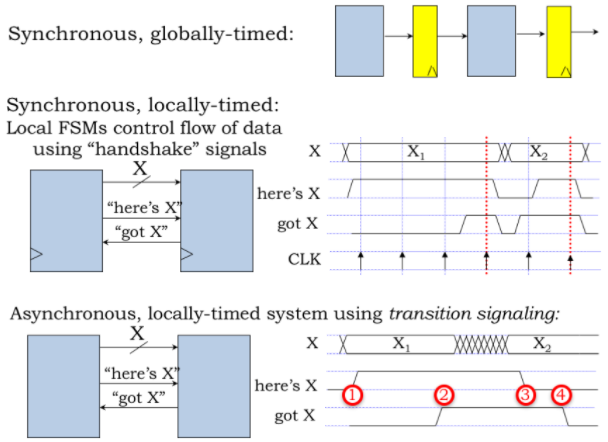 Synchronous, globally-timed:
Synchronous, locally-timed:
Local FSMs control flow of data
using “handshake” signals
X
“here’s X”
“got X”
X
X₁
X₂
here’s X
got X
CLK
Asynchronous, locally-timed system using transition signaling:
X
“here’s X”
“got X”
X
X₁
X₂
here’s X
1
2
3
4
got X